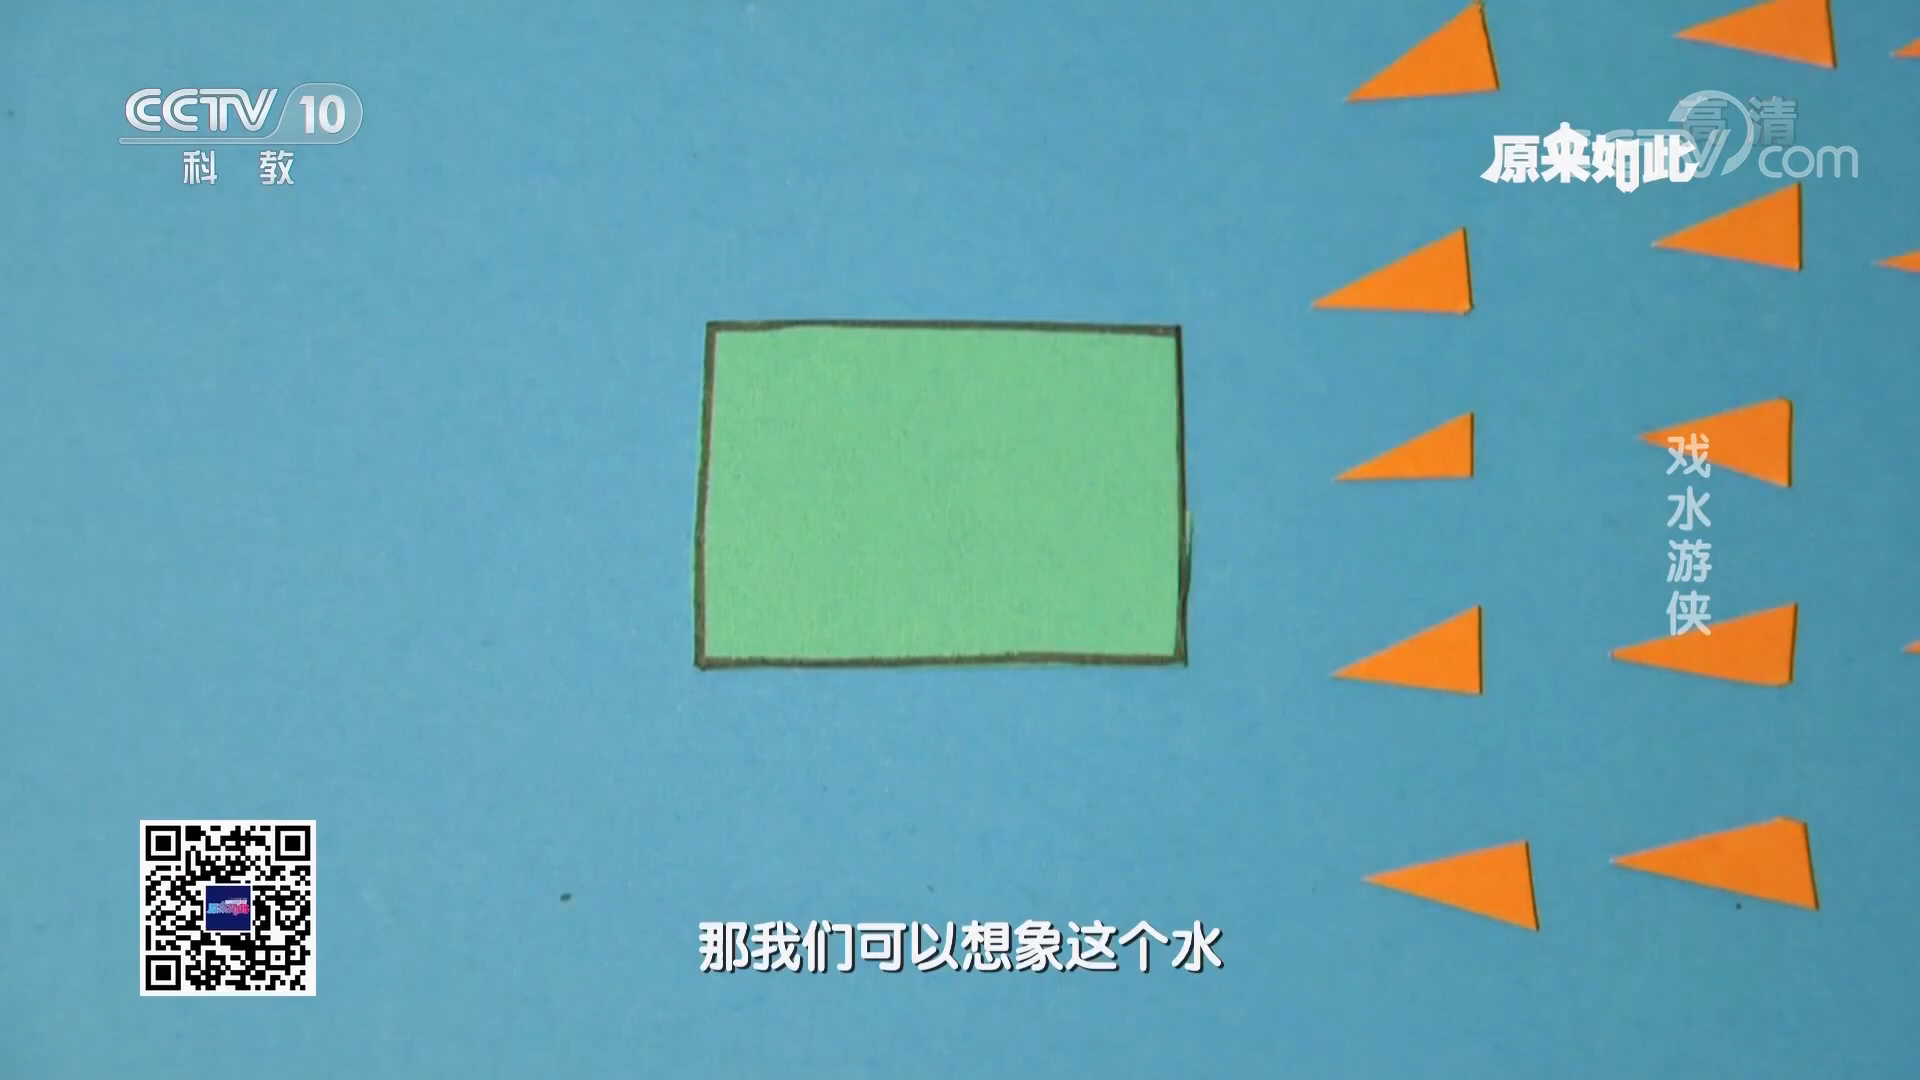 CCTV 10
科 教
高清
原来如此
com
戏水游侠
那我们可以想象这个水